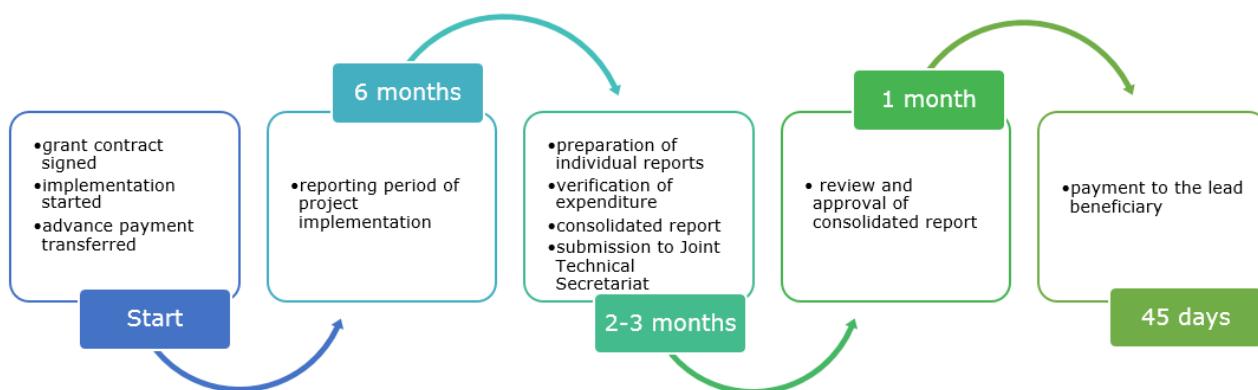 •grant contract
signed
•implementation
started
•advance payment
transferred
Start
6 months
•reporting period of
project
implementation
•preparation of
individual reports
•verification of
expenditure
•consolidated report
•submission to Joint
Technical
Secretariat
2-3 months
1 month
• review and
approval of
consolidated report
•payment to the lead
beneficiary
45 days